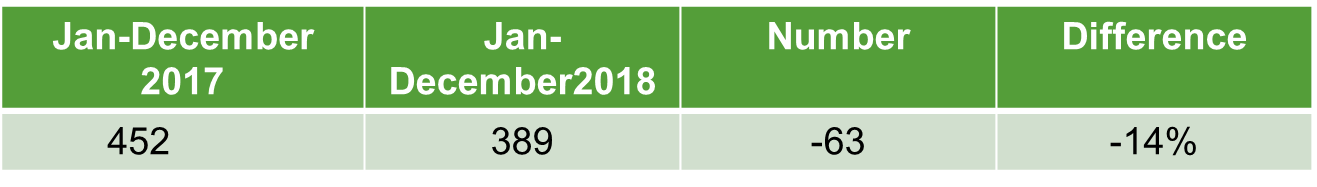 Jan-December
2017
Jan-
December2018
Number
Difference
452
389
-63
-14%